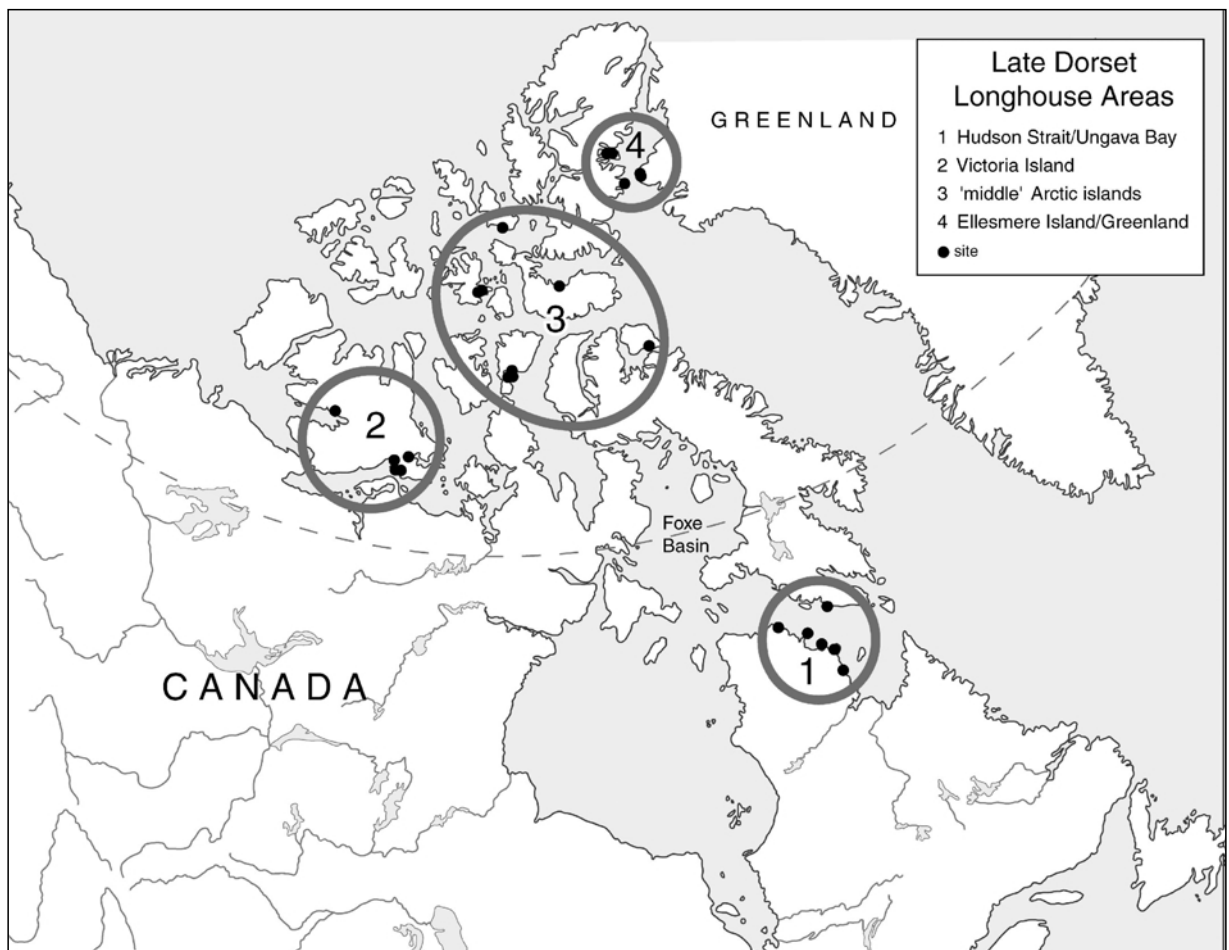 Late Dorset
Longhouse Areas
1 Hudson Strait/Ungava Bay
2 Victoria Island
3 'middle' Arctic islands
4 Ellesmere Island/Greenland
site
GREENLAND
4
3
2
Foxe
Basin
1
CANADA